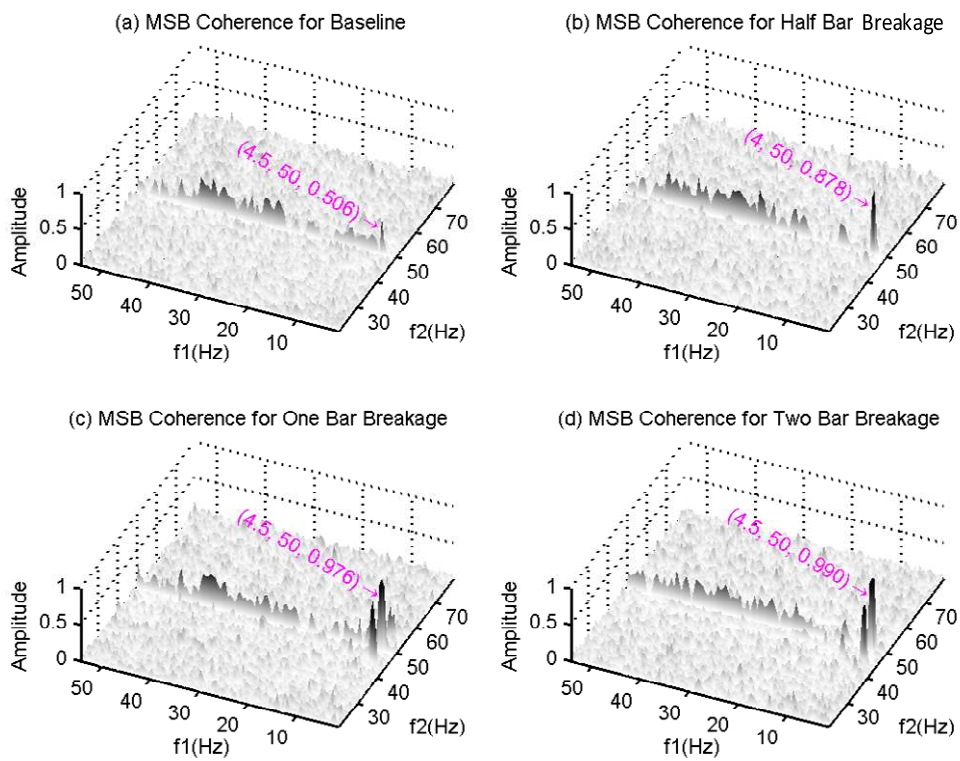 (a) MSB Coherence for Baseline
(4.5, 50, 0.506)→
1
0.5
0
Amplitude
50
40
30
20
10
f1(Hz)
30
40
50
60
70
f2(Hz)
(b) MSB Coherence for Half Bar Breakage
(4, 50, 0.878)→
1
0.5
0
Amplitude
50
40
30
20
10
f1(Hz)
30
40
50
60
70
f2(Hz)
(c) MSB Coherence for One Bar Breakage
(4.5, 50, 0.976)→
1
0.5
0
Amplitude
50
40
30
20
10
f1(Hz)
30
40
50
60
70
f2(Hz)
(d) MSB Coherence for Two Bar Breakage
(4.5, 50, 0.990)→
1
0.5
0
Amplitude
50
40
30
20
10
f1(Hz)
30
40
50
60
70
f2(Hz)